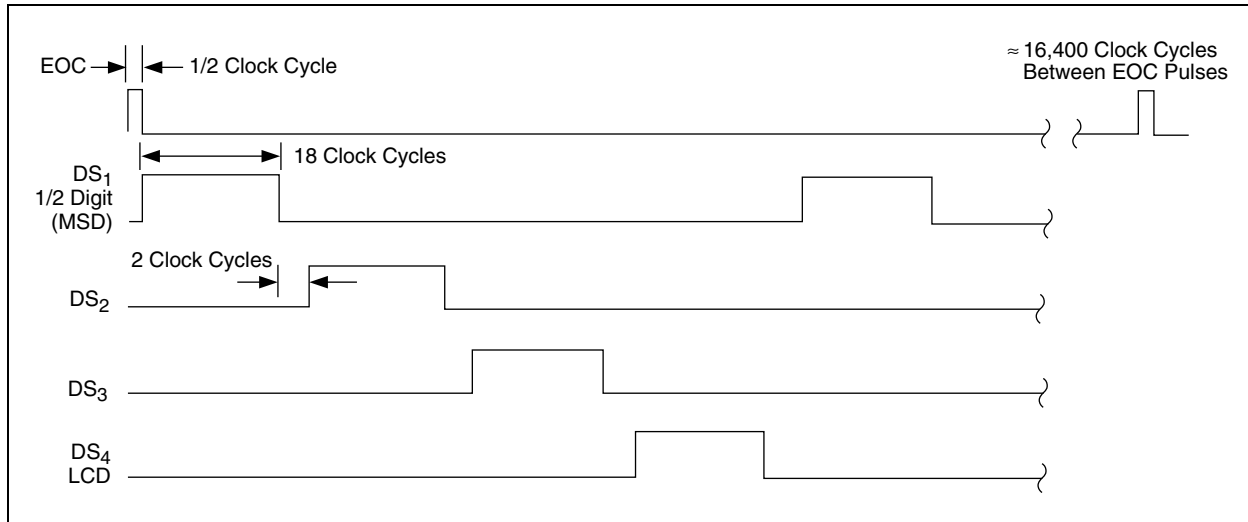 EOC
1/2 Clock Cycle
≈ 16,400 Clock Cycles
Between EOC Pulses
18 Clock Cycles
DS1
1/2 Digit
(MSD)
2 Clock Cycles
DS2
DS3
DS4
LCD